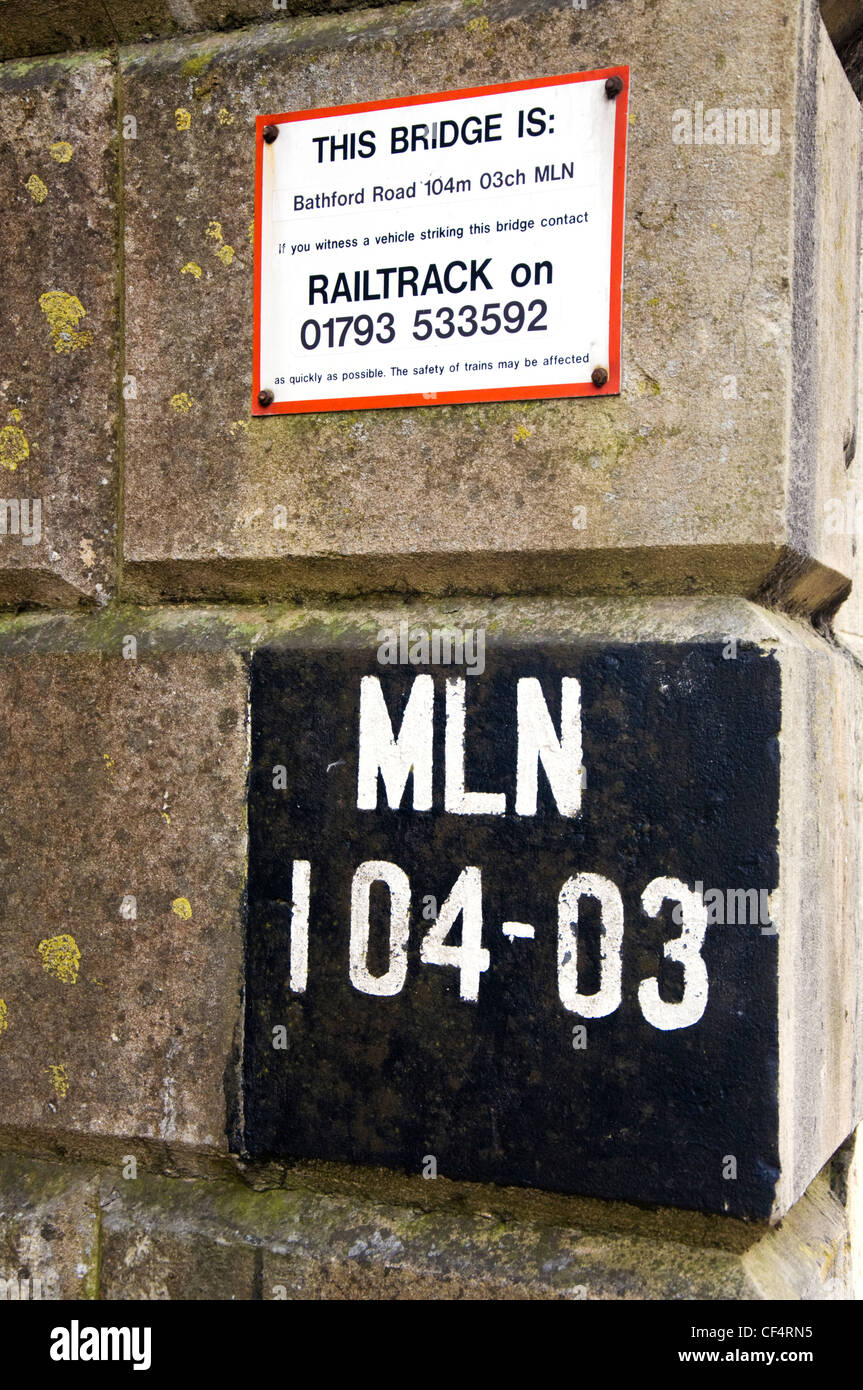 THIS BRIDGE IS:
Bathford Road 104m 03ch MLN
If you witness a vehicle striking this bridge contact
RAILTRACK on
01793 533592
as quickly as possible. The safety of trains may be affected
MLN
104-03
alamy
Image ID: CF4RN5
www.alamy.com